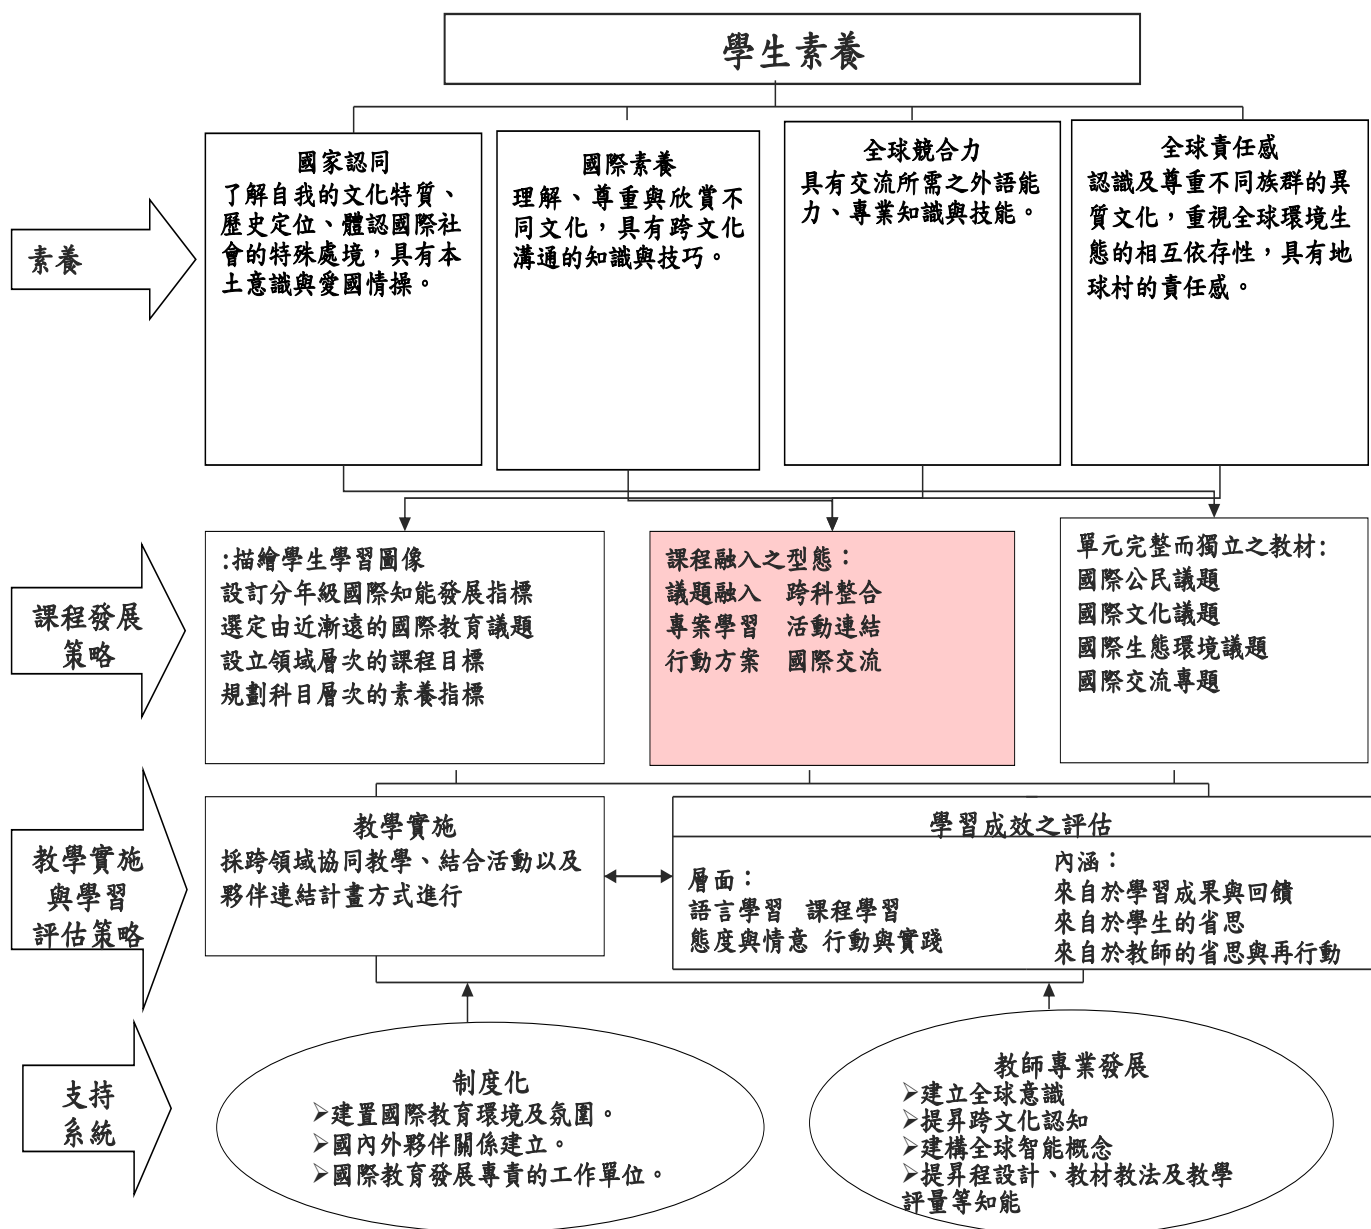 學生素養
素養
國家認同
了解自我的文化特質、
歷史定位、體認國際社
會的特殊處境，具有本
土意識與愛國情操。
國際素養
理解、尊重與欣賞不
同文化，具有跨文化
溝通的知識與技巧。
全球競合力
具有交流所需之外語能
力、專業知識與技能。
全球責任感
認識及尊重不同族群的異
質文化，重視全球環境生
態的相互依存性，具有地
球村的責任感。
課程發展
策略
:描繪學生學習圖像
設訂分年級國際知能發展指標
選定由近漸遠的國際教育議題
設立領域層次的課程目標
規劃科目層次的素養指標
課程融入之型態：
議題融入 跨科整合
專案學習 活動連結
行動方案 國際交流
單元完整而獨立之教材:
國際公民議題
國際文化議題
國際生態環境議題
國際交流專題
教學實施
與學習
評估策略
教學實施
採跨領域協同教學、結合活動以及
夥伴連結計畫方式進行
學習成效之評估
層面：
語言學習 課程學習
態度與情意 行動與實踐
內涵：
來自於學習成果與回饋
來自於學生的省思
來自於教師的省思與再行動
支持
系統
制度化
➢建置國際教育環境及氛圍。
➢國內外夥伴關係建立。
➢國際教育發展專責的工作單位。
教師專業發展
➢建立全球意識
➢提昇跨文化認知
➢建構全球智能概念
➢提昇程設計、教材教法及教學
評量等知能